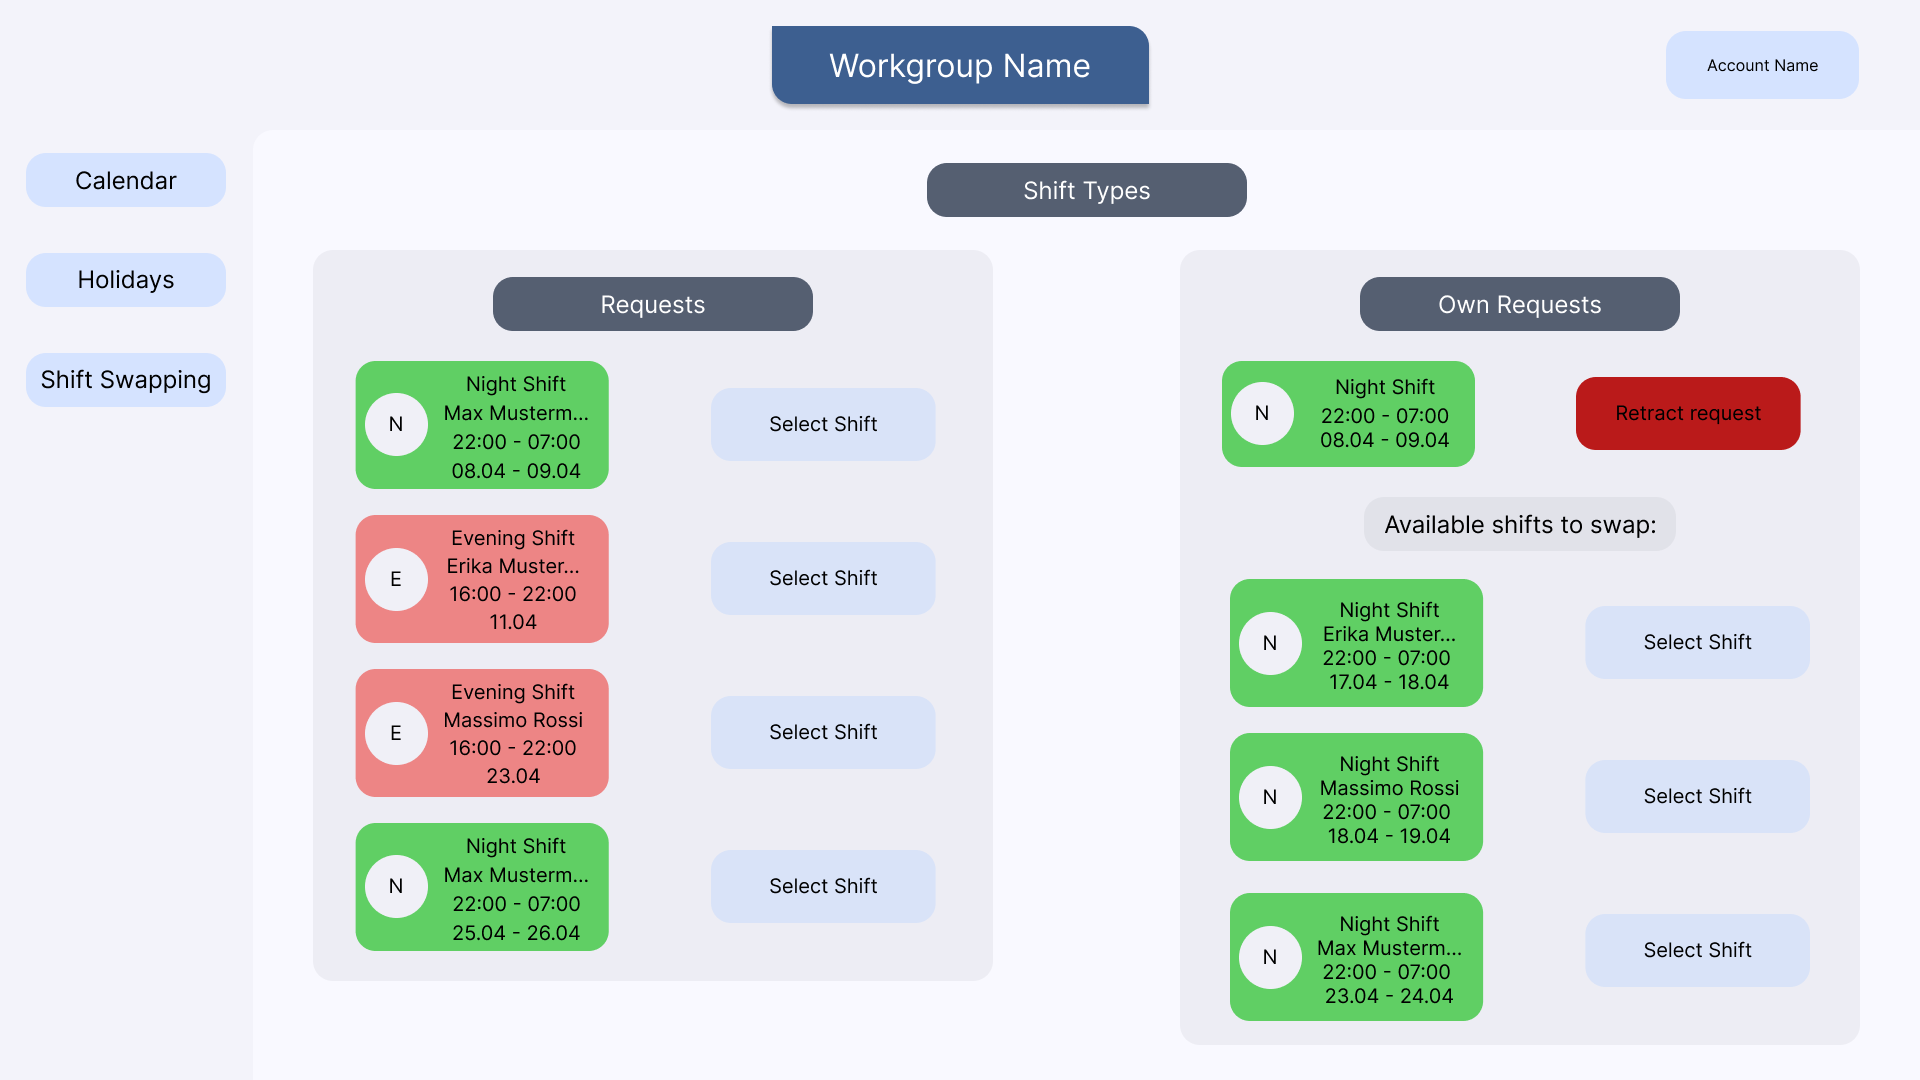 Workgroup Name
Account Name
Calendar
Holidays
Shift Swapping
Shift Types
Requests
N
Night Shift
Max Musterm...
22:00 - 07:00
08.04 - 09.04
Select Shift
E
Evening Shift
Erika Muster...
16:00 - 22:00
11.04
Select Shift
E
Evening Shift
Massimo Rossi
16:00 - 22:00
23.04
Select Shift
N
Night Shift
Max Musterm...
22:00 - 07:00
25.04 - 26.04
Select Shift
Own Requests
N
Night Shift
22:00 - 07:00
08.04 - 09.04
Retract request
Available shifts to swap:
N
Night Shift
Erika Muster...
22:00 - 07:00
17.04 - 18.04
Select Shift
N
Night Shift
Massimo Rossi
22:00 - 07:00
18.04 - 19.04
Select Shift
N
Night Shift
Max Musterm...
22:00 - 07:00
23.04 - 24.04
Select Shift